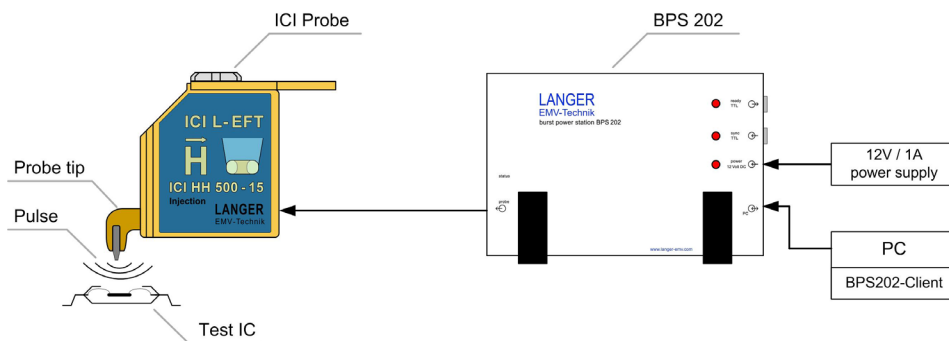 ICI Probe
BPS 202
ICI L-EFT
H
ICI HH 500 - 15
Injection
LANGER
EMV-Technik
Probe tip
Pulse
Test IC
LANGER
EMV-Technik
burst power station BPS 202
ready
TTL
sync
TTL
power
12 Volt DC
status
probe
PC
www.langer-emv.com
12V / 1A
power supply
PC
BPS202-Client